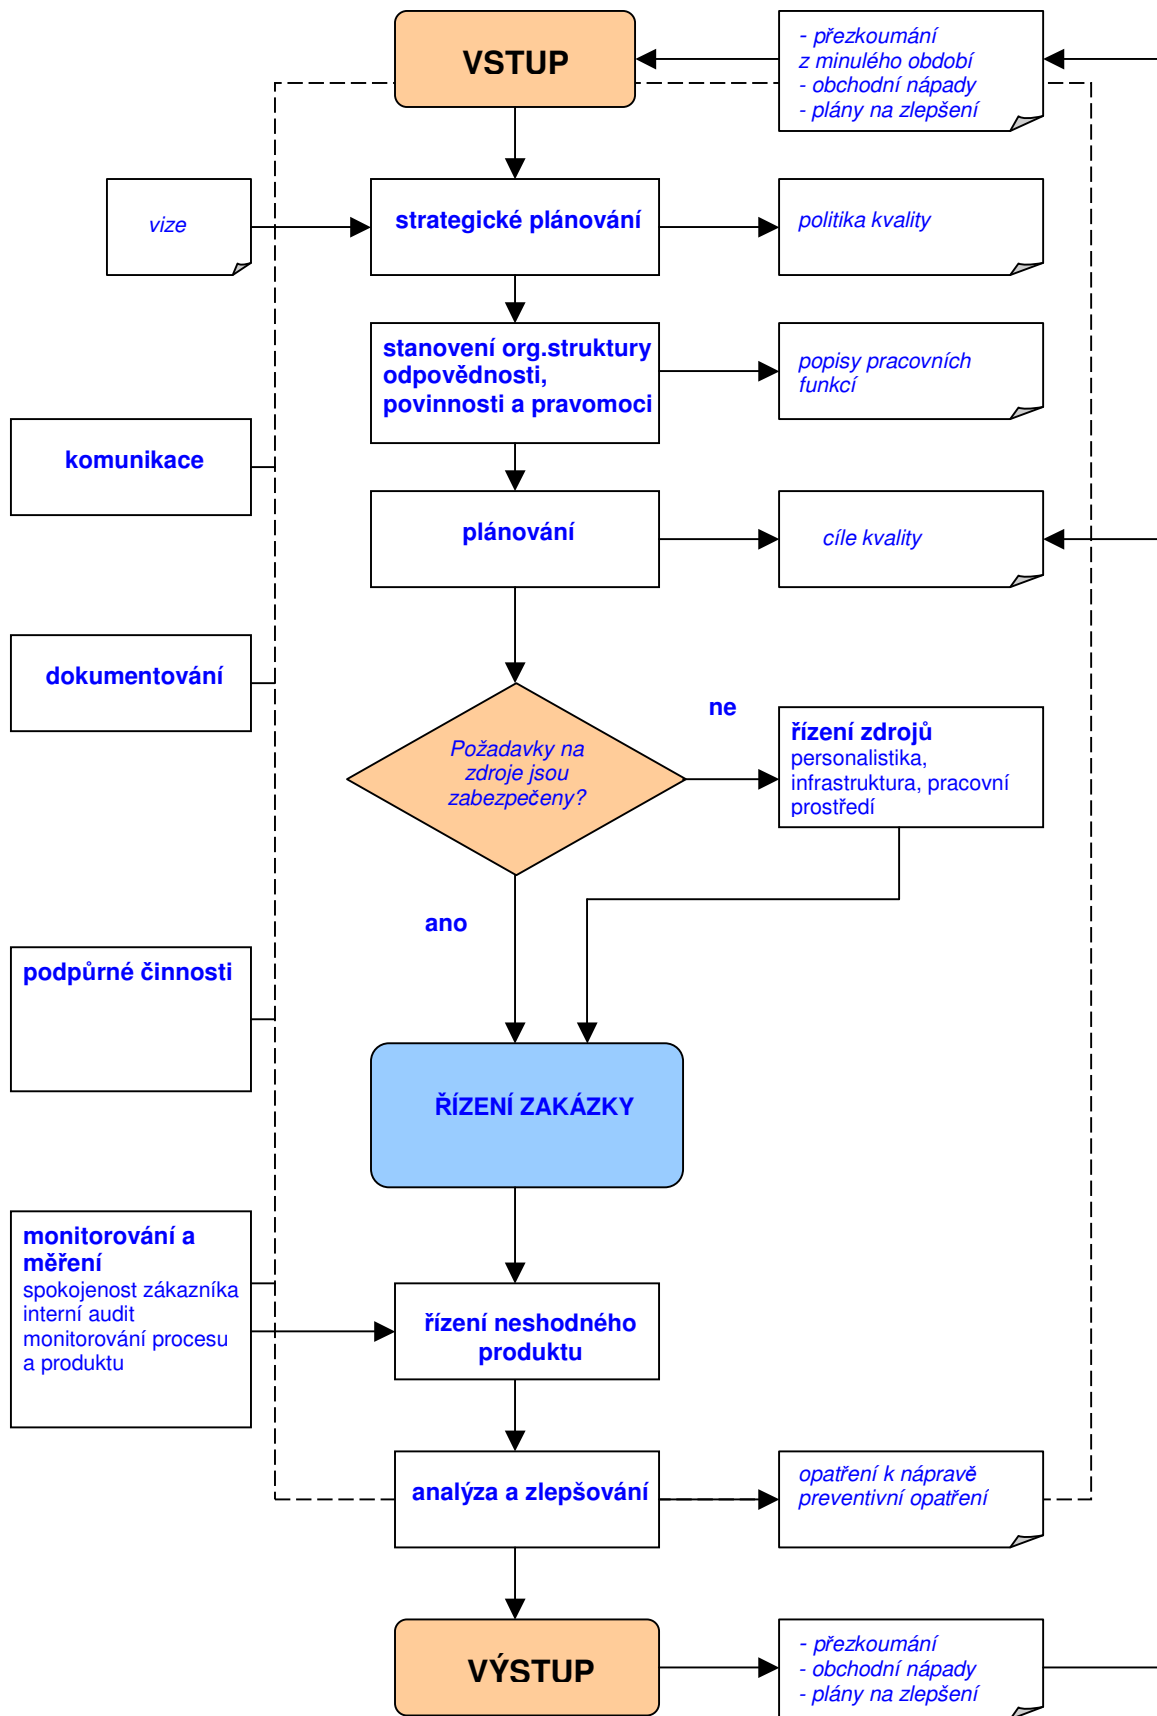 VSTUP
- přezkoumání
z minulého období
- obchodní nápady
- plány na zlepšení
vize
strategické plánování
politika kvality
stanovení org.struktury
odpovědnosti,
povinnosti a pravomoci
popisy pracovních
funkcí
komunikace
plánování
cíle kvality
dokumentování
Požadavky na
zdroje jsou
zabezpečeny?
ne
řízení zdrojů
personalistika,
infrastruktura, pracovní
prostředí
ano
podpůrné činnosti
ŘÍZENÍ ZAKÁZKY
monitorování a
měření
spokojenost zákazníka
interní audit
monitorování procesu
a produktu
řízení neshodného
produktu
analýza a zlepšování
opatření k nápravě
preventivní opatření
VÝSTUP
- přezkoumání
- obchodní nápady
- plány na zlepšení